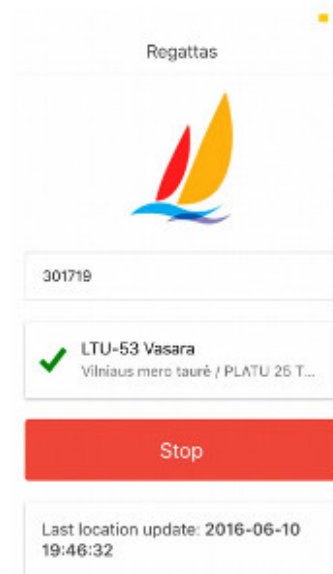 Regattas
301719
LTU-53 Vasara
Vilniaus mero taurė / PLATU 25 T...
Stop
Last location update: 2016-06-10
19:46:32